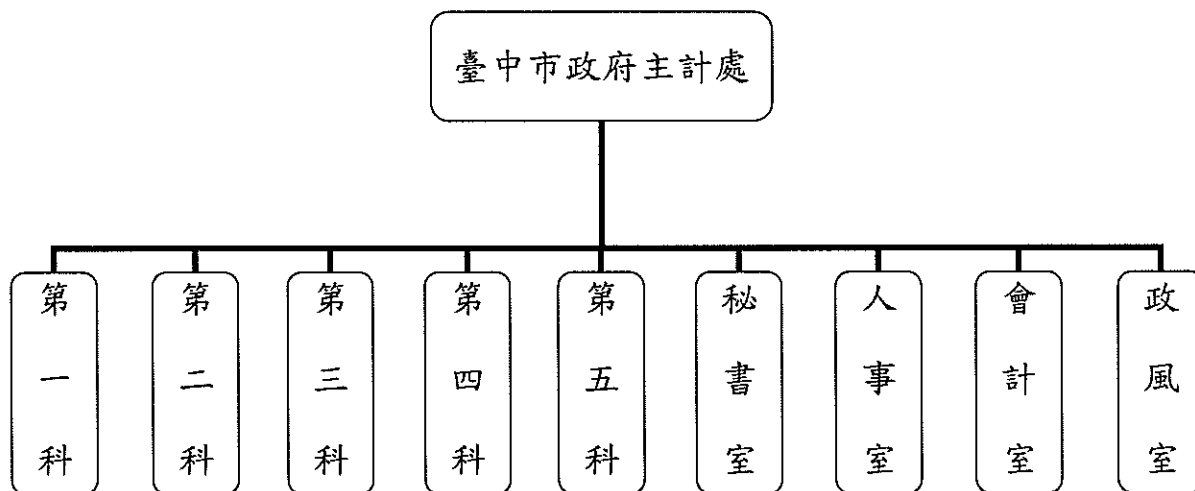 臺中市政府主計處
第一科
第二科
第三科
第四科
第五科
秘書室
人事室
會計室
政風室